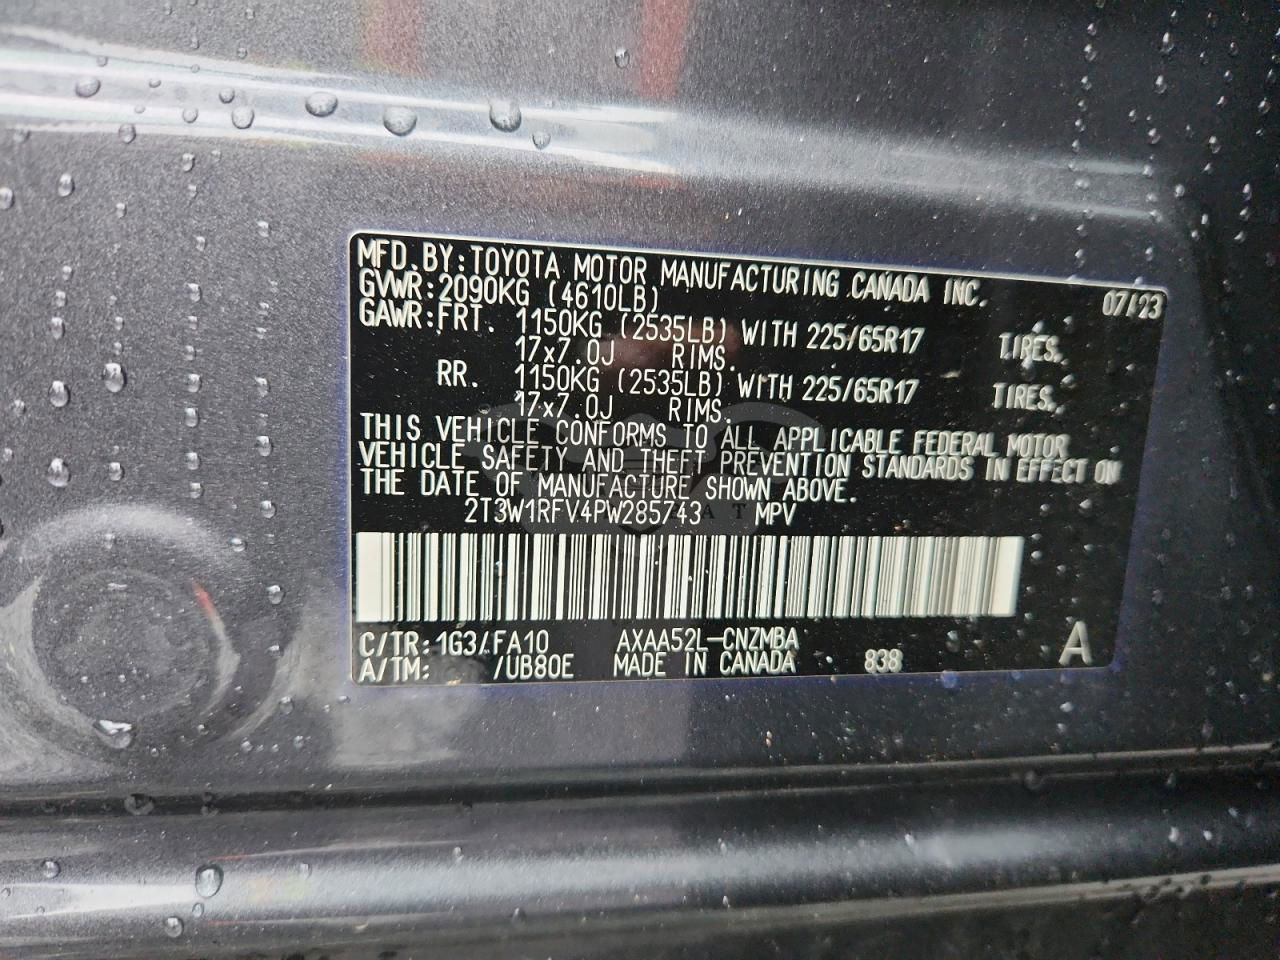 MFD.BY:TOYOTA MOTOR MANUFACTURING CANADA INC. 07/23
GVWR:2090KG (4610LB)
GAWR:FRT. 1150KG (2535LB) WITH 225/65R17 TIRES.
17x7.0J RIMS.
RR. 1150KG (2535LB) WITH 225/65R17 TIRES.
17x7.0J RIMS.
THIS VEHICLE CONFORMS TO ALL APPLICABLE FEDERAL MOTOR
VEHICLE SAFETY AND THEFT PREVENTION STANDARDS IN EFFECT ON
THE DATE OF MANUFACTURE SHOWN ABOVE.
2T3W1RFV4PW285743 MPV
C/TR:1G3/FA10 AXAA52L-CNZMBA
A/TM: /UB80E MADE IN CANADA 838 A